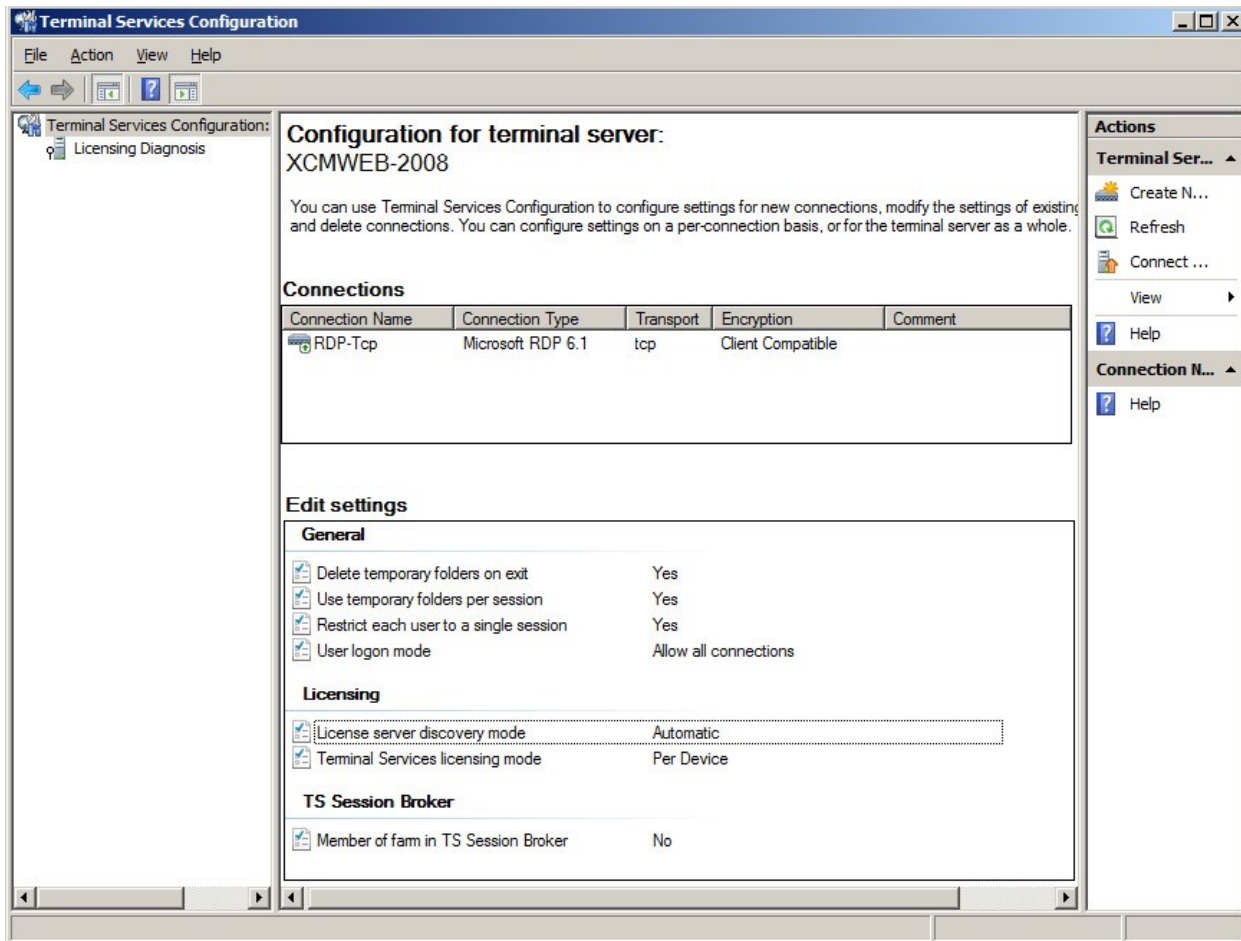 Terminal Services Configuration
File Action View Help
Terminal Services Configuration:
Licensing Diagnosis
Configuration for terminal server:
XCMWEB-2008
You can use Terminal Services Configuration to configure settings for new connections, modify the settings of existing
and delete connections. You can configure settings on a per-connection basis, or for the terminal server as a whole.
Connections
Connection Name Connection Type Transport Encryption Comment
RDP-Tcp Microsoft RDP 6.1 tcp Client Compatible
Edit settings
General
Delete temporary folders on exit Yes
Use temporary folders per session Yes
Restrict each user to a single session Yes
User logon mode Allow all connections
Licensing
License server discovery mode Automatic
Terminal Services licensing mode Per Device
TS Session Broker
Member of farm in TS Session Broker No
Actions
Terminal Ser...
Create N...
Refresh
Connect ...
View
Help
Connection N...
Help